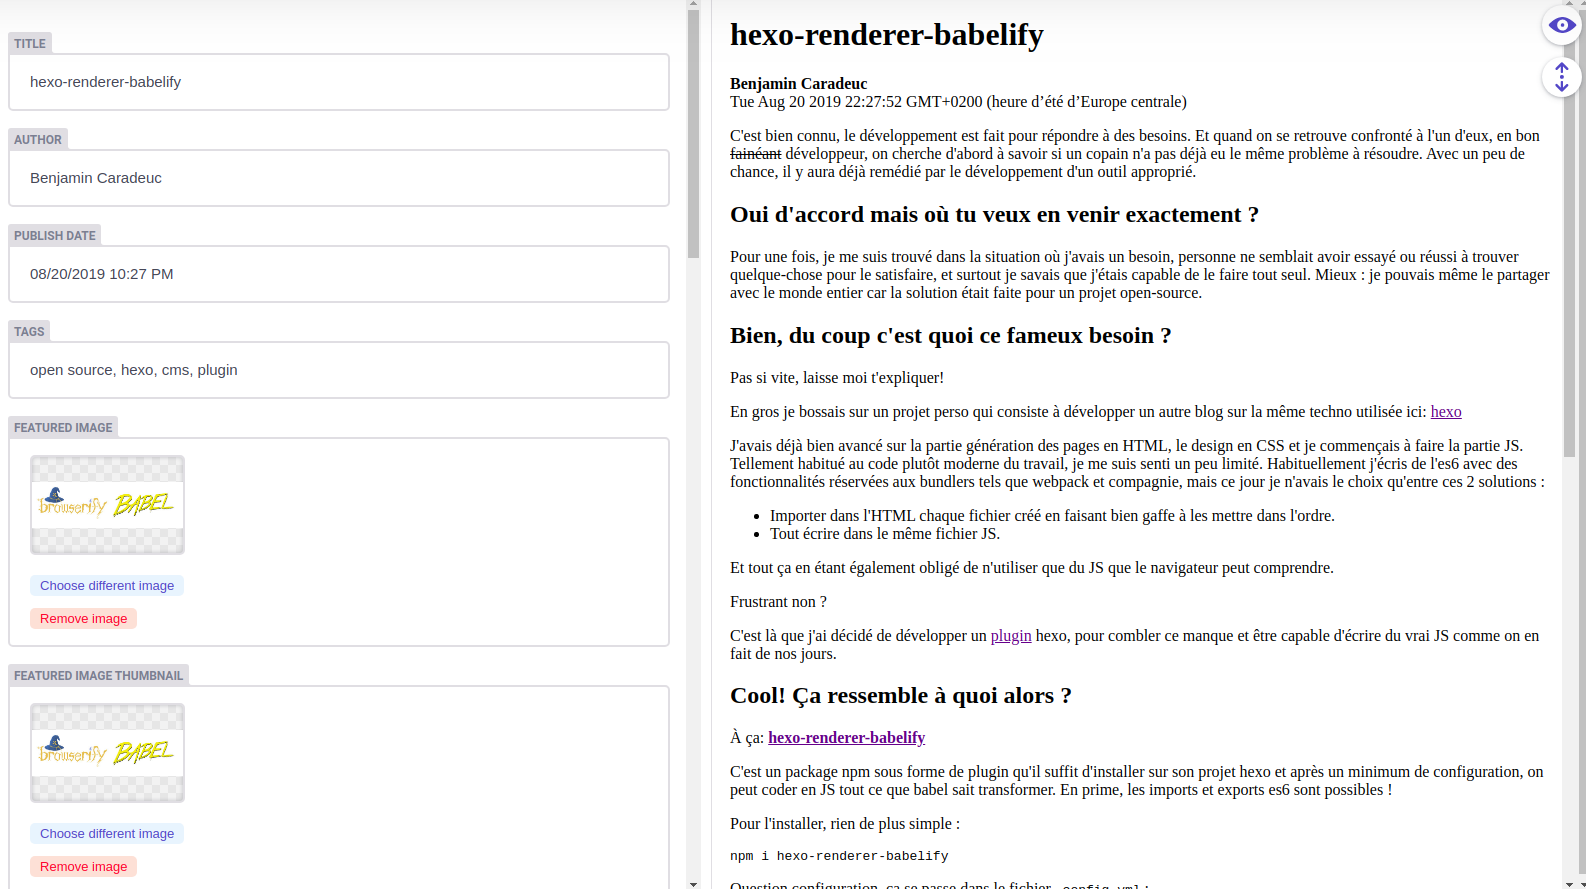 TITLE
hexo-renderer-babelify
AUTHOR
Benjamin Caradeuc
PUBLISH DATE
08/20/2019 10:27 PM
TAGS
open source, hexo, cms, plugin
FEATURED IMAGE
browserify BABEL
Choose different image
Remove image
FEATURED IMAGE THUMBNAIL
browserify BABEL
Choose different image
Remove image
hexo-renderer-babelify
Benjamin Caradeuc
Tue Aug 20 2019 22:27:52 GMT+0200 (heure d’été d’Europe centrale)
C'est bien connu, le développement est fait pour répondre à des besoins. Et quand on se retrouve confronté à l'un d'eux, en bon
fainéant développeur, on cherche d'abord à savoir si un copain n'a pas déjà eu le même problème à résoudre. Avec un peu de
chance, il y aura déjà remédié par le développement d'un outil approprié.
Oui d'accord mais où tu veux en venir exactement ?
Pour une fois, je me suis trouvé dans la situation où j'avais un besoin, personne ne semblait avoir essayé ou réussi à trouver
quelque-chose pour le satisfaire, et surtout je savais que j'étais capable de le faire tout seul. Mieux : je pouvais même le partager
avec le monde entier car la solution était faite pour un projet open-source.
Bien, du coup c'est quoi ce fameux besoin ?
Pas si vite, laisse moi t'expliquer!
En gros je bossais sur un projet perso qui consiste à développer un autre blog sur la même techno utilisée ici: hexo
J'avais déjà bien avancé sur la partie génération des pages en HTML, le design en CSS et je commençais à faire la partie JS.
Tellement habitué au code plutôt moderne du travail, je me suis senti un peu limité. Habituellement j'écris de l'es6 avec des
fonctionnalités réservées aux bundlers tels que webpack et compagnie, mais ce jour je n'avais le choix qu'entre ces 2 solutions :
• Importer dans l'HTML chaque fichier créé en faisant bien gaffe à les mettre dans l'ordre.
• Tout écrire dans le même fichier JS.
Et tout ça en étant également obligé de n'utiliser que du JS que le navigateur peut comprendre.
Frustrant non ?
C'est là que j'ai décidé de développer un plugin hexo, pour combler ce manque et être capable d'écrire du vrai JS comme on en
fait de nos jours.
Cool! Ça ressemble à quoi alors ?
À ça: hexo-renderer-babelify
C'est un package npm sous forme de plugin qu'il suffit d'installer sur son projet hexo et après un minimum de configuration, on
peut coder en JS tout ce que babel sait transformer. En prime, les imports et exports es6 sont possibles !
Pour l'installer, rien de plus simple :
npm i hexo-renderer-babelify
Question configuration, ça se passe dans le fichier _config.yml :